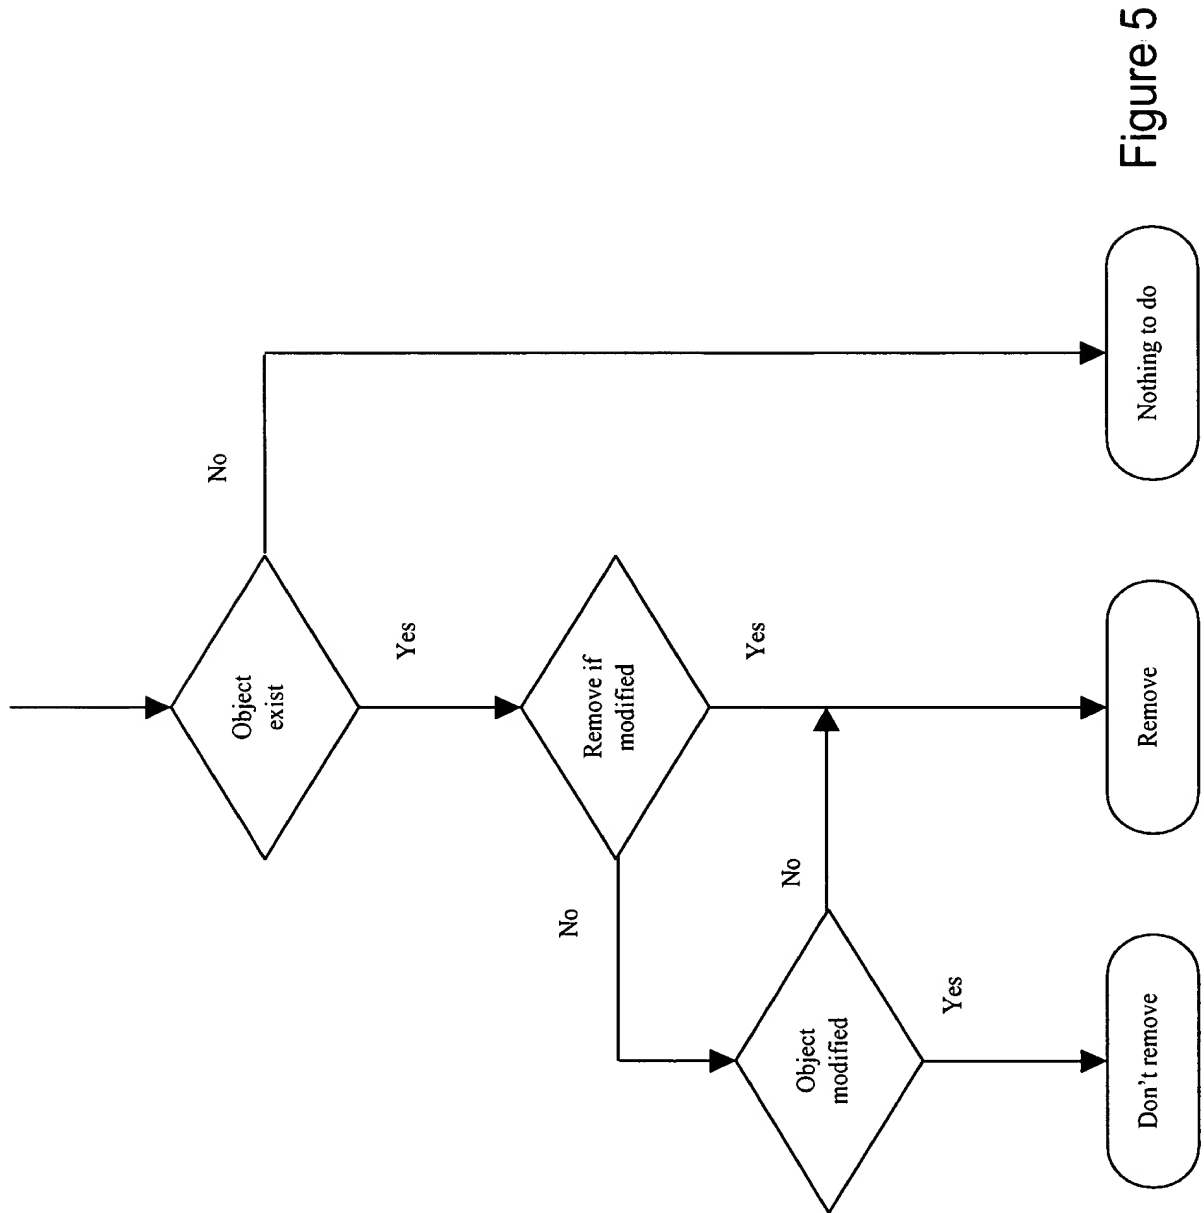 Object
exist
No
Yes
Remove if
modified
No
Yes
Object
modified
No
Yes
Don't remove
Remove
Nothing to do
Figure 5